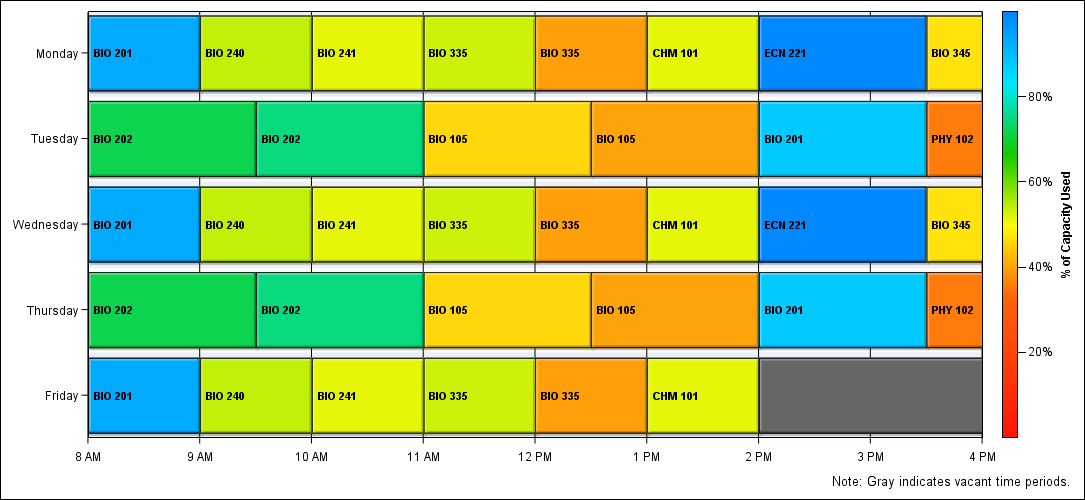 Monday BIO 201 BIO 240 BIO 241 BIO 335 BIO 335 CHM 101 ECN 221 BIO 345
Tuesday BIO 202 BIO 202 BIO 105 BIO 105 BIO 201 PHY 102
Wednesday BIO 201 BIO 240 BIO 241 BIO 335 BIO 335 CHM 101 ECN 221 BIO 345
Thursday BIO 202 BIO 202 BIO 105 BIO 105 BIO 201 PHY 102
Friday BIO 201 BIO 240 BIO 241 BIO 335 BIO 335 CHM 101
8 AM 9 AM 10 AM 11 AM 12 PM 1 PM 2 PM 3 PM 4 PM
80%
60%
40%
20%
% of Capacity Used
Note: Gray indicates vacant time periods.